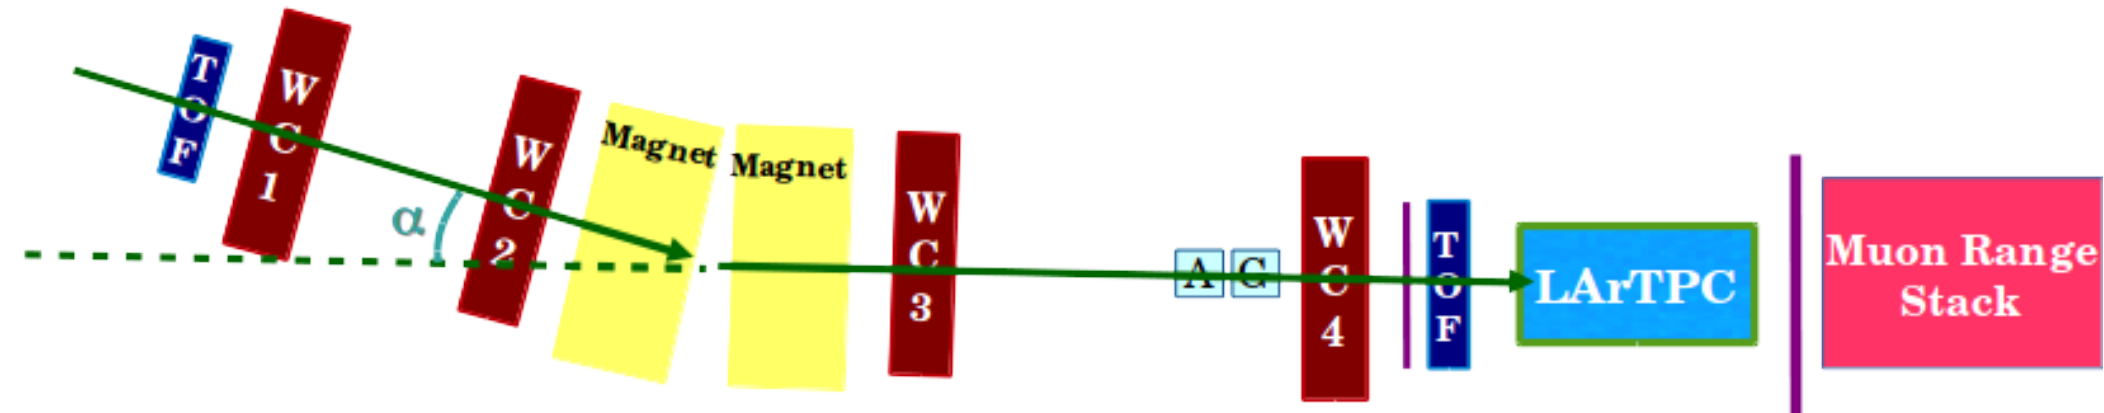 TOF
WC1
α
WC2
Magnet
Magnet
WC3
A
G
WC4
TOF
LArTPC
Muon Range
Stack